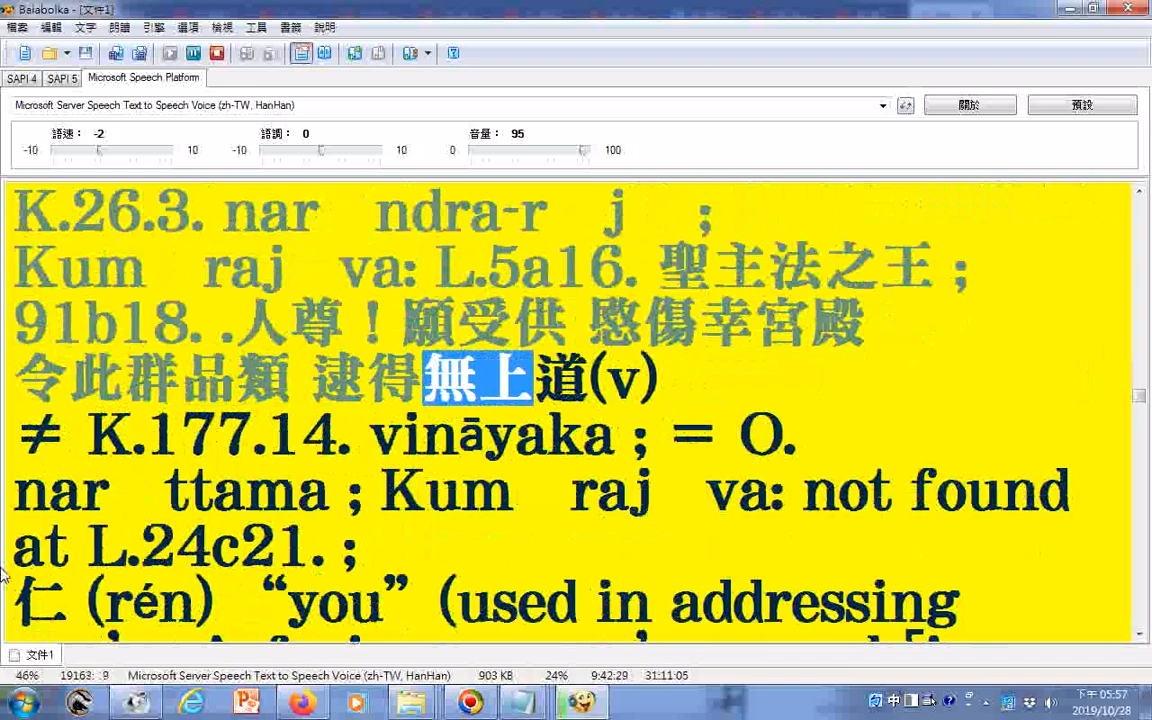 Balabolka - [文件1]
檔案 編輯 文字 朗讀 引擎 選項 檢視 工具 書籤 說明
SAPI 4 SAPI 5 Microsoft Speech Platform
Microsoft Server Speech Text to Speech Voice (zh-TW, HanHan) 關於 預設
語速： -2 語調： 0 音量： 95
-10 10 -10 10 0 100
K.26.3. nar ndra-r j ;
Kum raj va: L.5a16. 聖主法之王 ;
91b18. .人尊！願受供 愍傷幸宮殿
令此群品類 逮得無上道(v)
≠ K.177.14. vināyaka ; = O.
nar ttama ; Kum raj va: not found
at L.24c21. ;
仁 (rén) “you” (used in addressing
文件1
46% 19163: :9 Microsoft Server Speech Text to Speech Voice (zh-TW, HanHan) 903 KB 24% 9:42:29 31:11:05
中 下午 05:57
2019/10/28